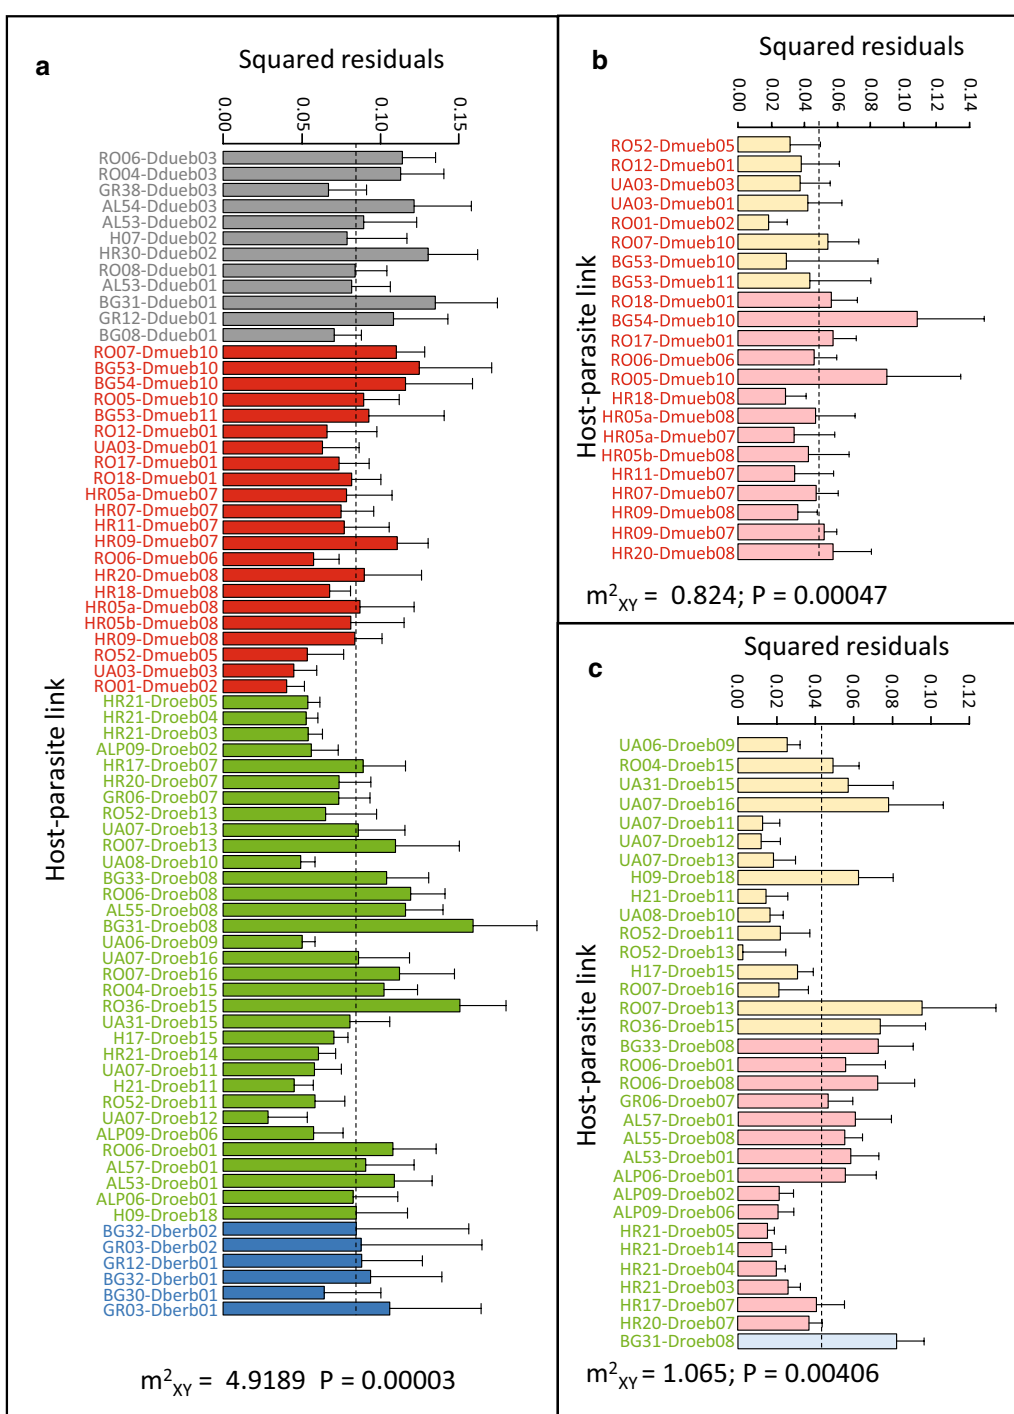 a
Squared residuals
0.00
0.05
0.10
0.15
Host-parasite link
RO06-Ddueb03
RO04-Ddueb03
GR38-Ddueb03
AL54-Ddueb03
AL53-Ddueb02
H07-Ddueb02
HR30-Ddueb02
RO08-Ddueb01
AL53-Ddueb01
BG31-Ddueb01
GR12-Ddueb01
BG08-Ddueb01
RO07-Dmueb10
BG53-Dmueb10
BG54-Dmueb10
RO05-Dmueb10
BG53-Dmueb11
RO12-Dmueb01
UA03-Dmueb01
RO17-Dmueb01
RO18-Dmueb01
HR05a-Dmueb07
HR07-Dmueb07
HR11-Dmueb07
HR09-Dmueb07
RO06-Dmueb06
HR20-Dmueb08
HR18-Dmueb08
HR05a-Dmueb08
HR05b-Dmueb08
HR09-Dmueb08
RO52-Dmueb05
UA03-Dmueb03
RO01-Dmueb02
HR21-Droeb05
HR21-Droeb04
HR21-Droeb03
ALP09-Droeb02
HR17-Droeb07
HR20-Droeb07
GR06-Droeb07
RO52-Droeb13
UA07-Droeb13
RO07-Droeb13
UA08-Droeb10
BG33-Droeb08
RO06-Droeb08
AL55-Droeb08
BG31-Droeb08
UA06-Droeb09
UA07-Droeb16
RO07-Droeb16
RO04-Droeb15
RO36-Droeb15
UA31-Droeb15
H17-Droeb15
HR21-Droeb14
UA07-Droeb11
H21-Droeb11
RO52-Droeb11
UA07-Droeb12
ALP09-Droeb06
RO06-Droeb01
AL57-Droeb01
AL53-Droeb01
ALP06-Droeb01
H09-Droeb18
BG32-Dberb02
GR03-Dberb02
GR12-Dberb01
BG32-Dberb01
BG30-Dberb01
GR03-Dberb01
m²XY = 4.9189 P = 0.00003
b
Squared residuals
0.00
0.02
0.04
0.06
0.08
0.10
0.12
0.14
Host-parasite link
RO52-Dmueb05
RO12-Dmueb01
UA03-Dmueb03
UA03-Dmueb01
RO01-Dmueb02
RO07-Dmueb10
BG53-Dmueb10
BG53-Dmueb11
RO18-Dmueb01
BG54-Dmueb10
RO17-Dmueb01
RO06-Dmueb06
RO05-Dmueb10
HR18-Dmueb08
HR05a-Dmueb08
HR05a-Dmueb07
HR05b-Dmueb08
HR11-Dmueb07
HR07-Dmueb07
HR09-Dmueb08
HR09-Dmueb07
HR20-Dmueb08
m²XY = 0.824; P = 0.00047
c
Squared residuals
0.00
0.02
0.04
0.06
0.08
0.10
0.12
Host-parasite link
UA06-Droeb09
RO04-Droeb15
UA31-Droeb15
UA07-Droeb16
UA07-Droeb11
UA07-Droeb12
UA07-Droeb13
H09-Droeb18
H21-Droeb11
UA08-Droeb10
RO52-Droeb11
RO52-Droeb13
H17-Droeb15
RO07-Droeb16
RO07-Droeb13
RO36-Droeb15
BG33-Droeb08
RO06-Droeb01
RO06-Droeb08
GR06-Droeb07
AL57-Droeb01
AL55-Droeb08
AL53-Droeb01
ALP06-Droeb01
ALP09-Droeb02
ALP09-Droeb06
HR21-Droeb05
HR21-Droeb14
HR21-Droeb04
HR21-Droeb03
HR17-Droeb07
HR20-Droeb07
BG31-Droeb08
m²XY = 1.065; P = 0.00406